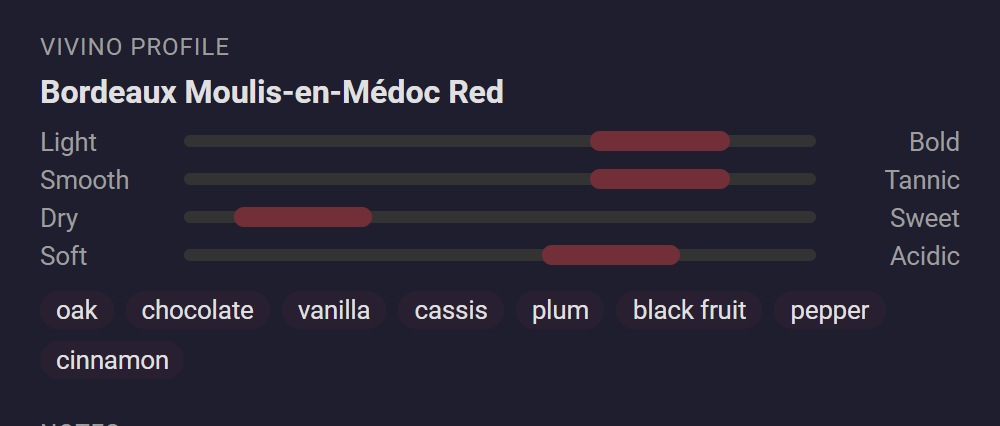 VIVINO PROFILE
Bordeaux Moulis-en-Médoc Red
Light Bold
Smooth Tannic
Dry Sweet
Soft Acidic
oak chocolate vanilla cassis plum black fruit pepper
cinnamon